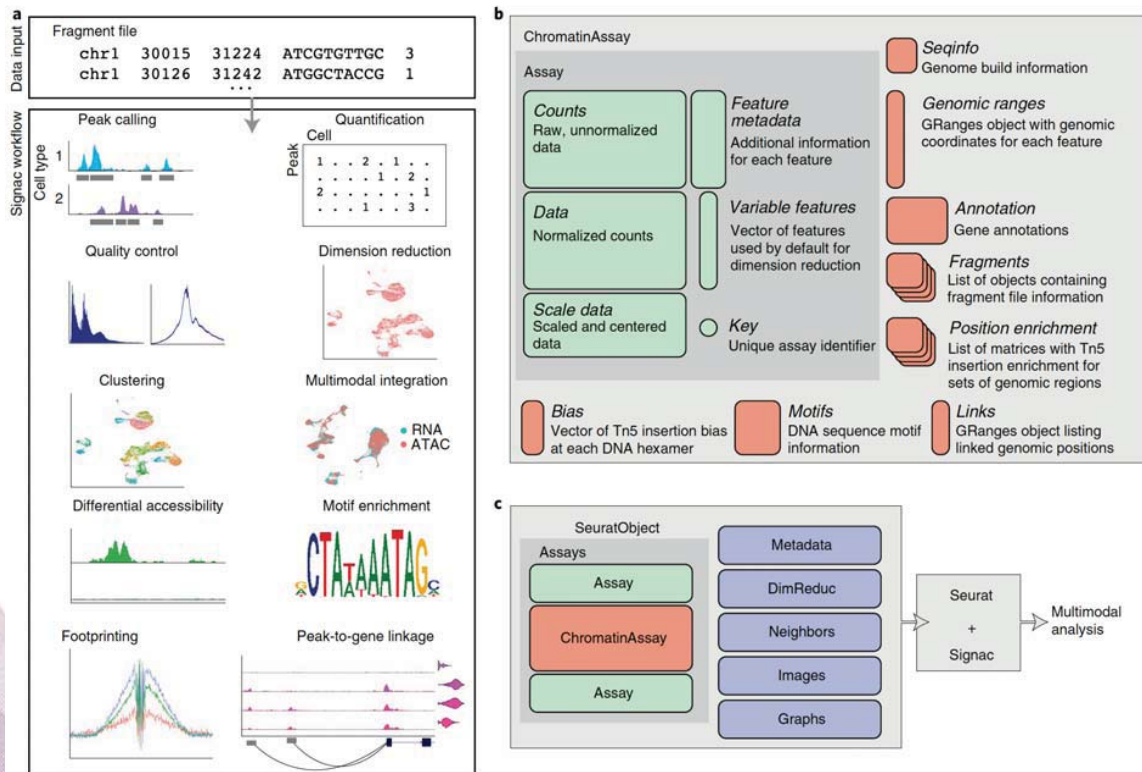 a
Data input
Fragment file
chr1 30015 31224 ATCGTGTTGC 3
chr1 30126 31242 ATGGCTACCG 1
...
Signac workflow
Peak calling
Cell type
1
2
Quantification
Cell
Peak
1 . . 2 . 1 . .
. . . . 1 . 2 .
2 . . . . . . 1
. . . 1 . . 3 .
Quality control
Dimension reduction
Clustering
Multimodal integration
RNA
ATAC
Differential accessibility
Motif enrichment
CTA
AAATAG
Footprinting
Peak-to-gene linkage
b
ChromatinAssay
Assay
Counts
Raw, unnormalized
data
Feature
metadata
Additional information
for each feature
Data
Normalized counts
Variable features
Vector of features
used by default for
dimension reduction
Scale data
Scaled and centered
data
Key
Unique assay identifier
Seqinfo
Genome build information
Genomic ranges
GRanges object with genomic
coordinates for each feature
Annotation
Gene annotations
Fragments
List of objects containing
fragment file information
Position enrichment
List of matrices with Tn5
insertion enrichment for
sets of genomic regions
Bias
Vector of Tn5 insertion bias
at each DNA hexamer
Motifs
DNA sequence motif
information
Links
GRanges object listing
linked genomic positions
c
SeuratObject
Assays
Assay
ChromatinAssay
Assay
Metadata
DimReduc
Neighbors
Images
Graphs
Seurat
+
Signac
Multimodal
analysis